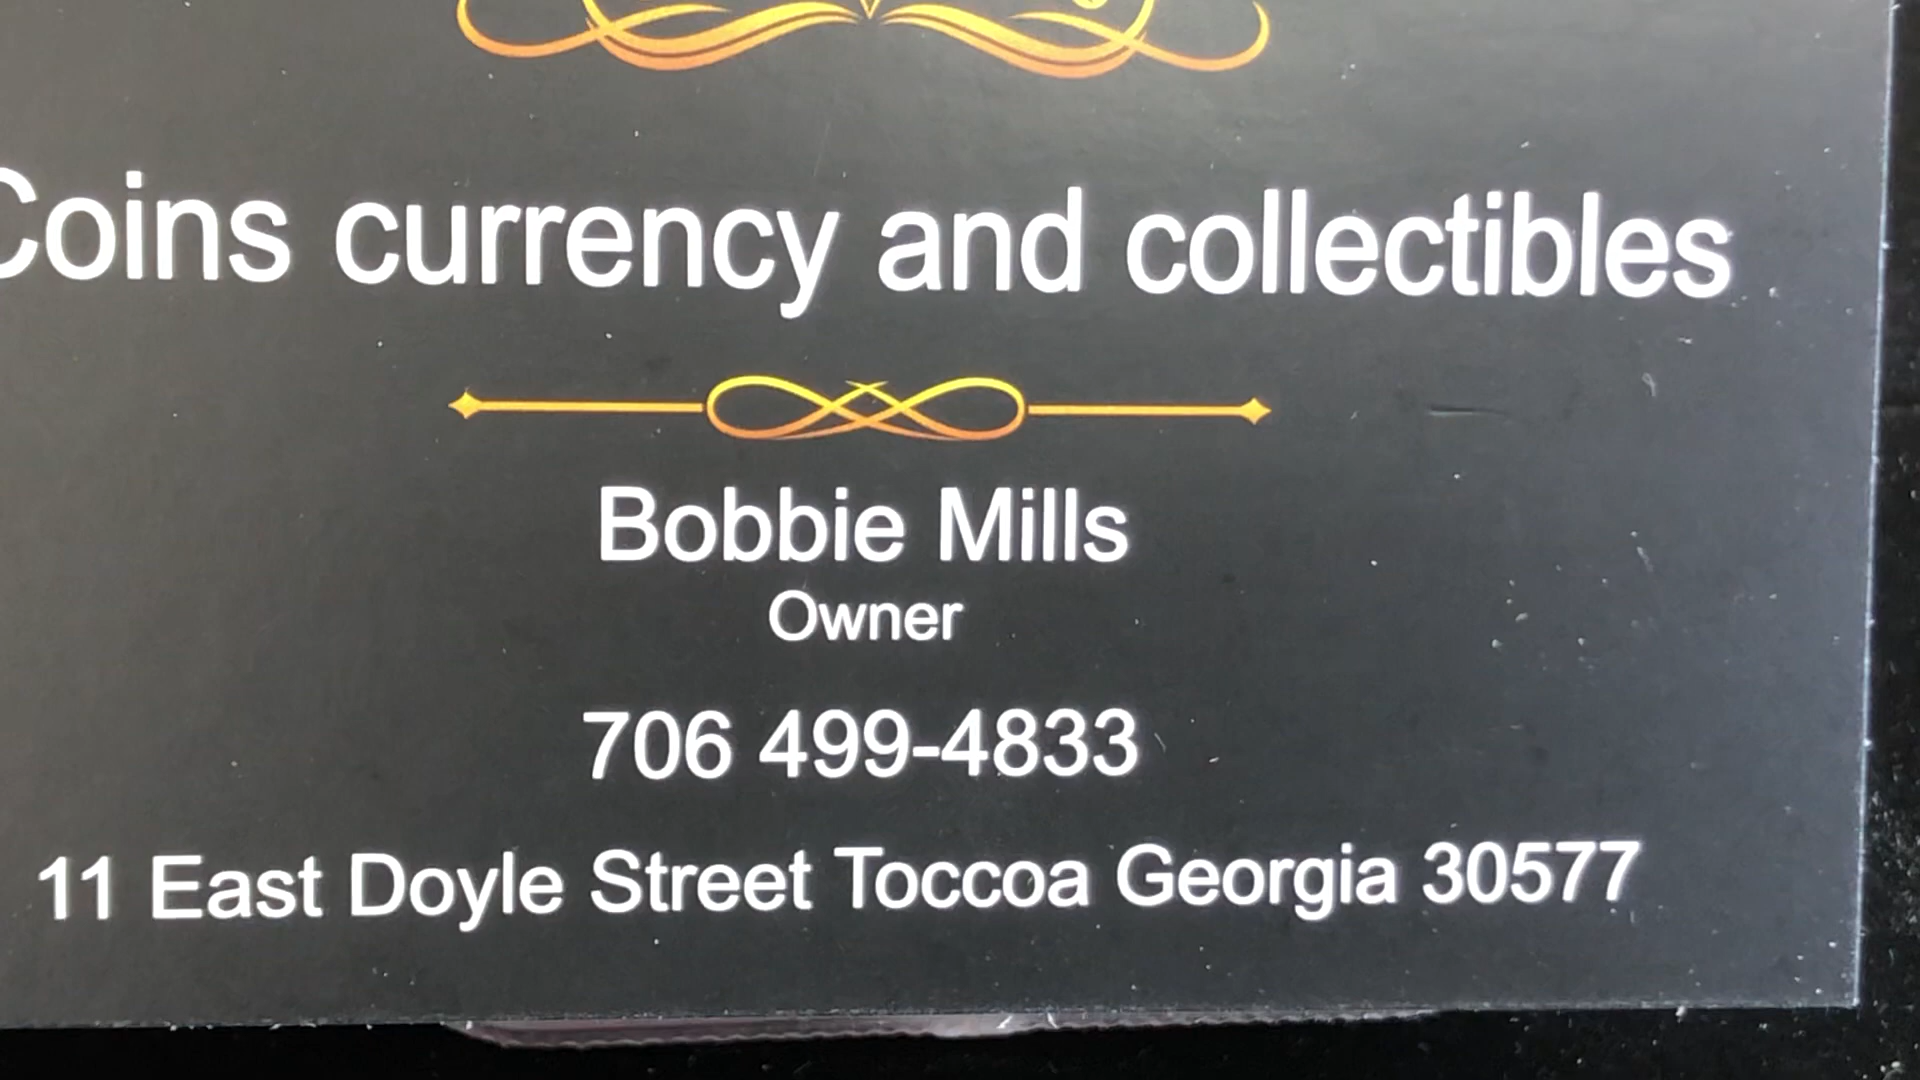 Coins currency and collectibles
Bobbie Mills
Owner
706 499-4833
11 East Doyle Street Toccoa Georgia 30577